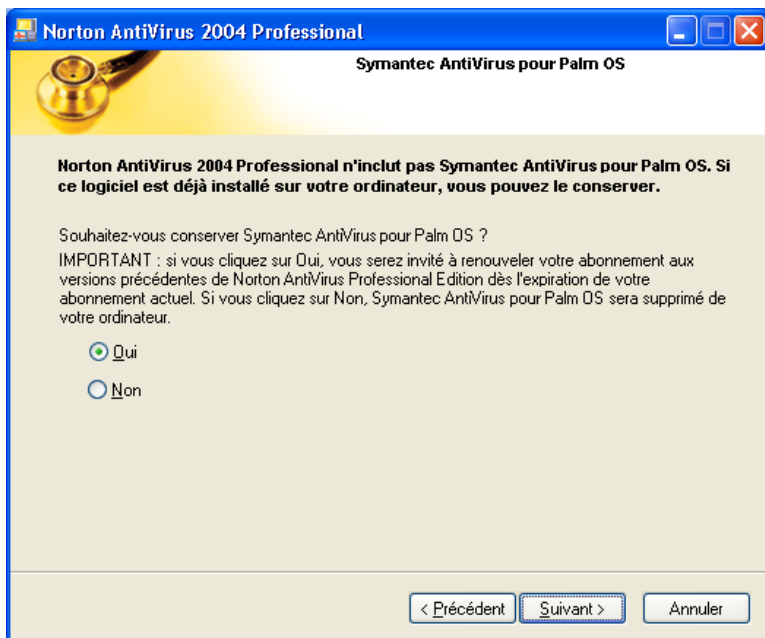 Norton AntiVirus 2004 Professional
Symantec AntiVirus pour Palm OS
Norton AntiVirus 2004 Professional n'inclut pas Symantec AntiVirus pour Palm OS. Si
ce logiciel est déjà installé sur votre ordinateur, vous pouvez le conserver.
Souhaitez-vous conserver Symantec AntiVirus pour Palm OS ?
IMPORTANT : si vous cliquez sur Oui, vous serez invité à renouveler votre abonnement aux
versions précédentes de Norton AntiVirus Professional Edition dès l'expiration de votre
abonnement actuel. Si vous cliquez sur Non, Symantec AntiVirus pour Palm OS sera supprimé de
votre ordinateur.
Oui
Non
< Précédent Suivant > Annuler